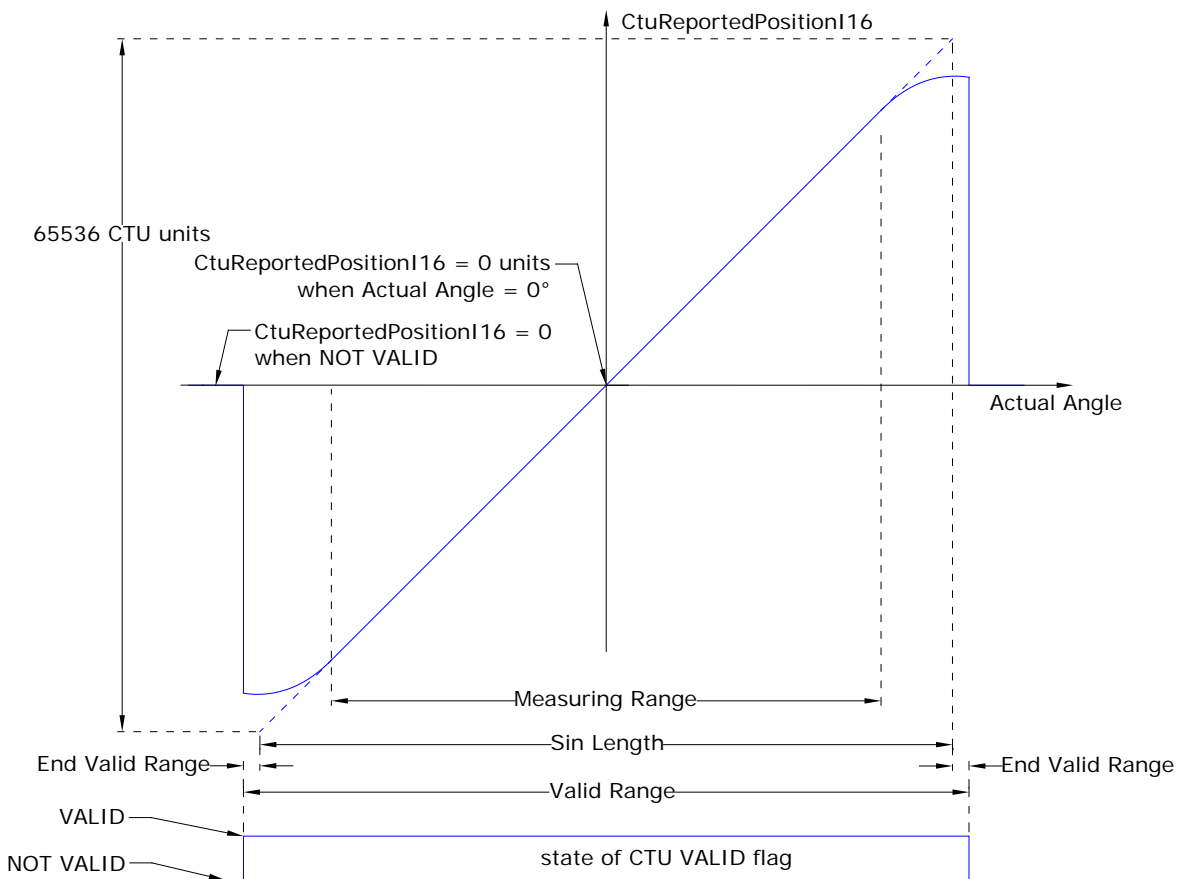 CtuReportedPositionI16
65536 CTU units
CtuReportedPositionI16 = 0 units
when Actual Angle = 0°
CtuReportedPositionI16 = 0
when NOT VALID
Actual Angle
Measuring Range
Sin Length
End Valid Range
End Valid Range
Valid Range
VALID
state of CTU VALID flag
NOT VALID